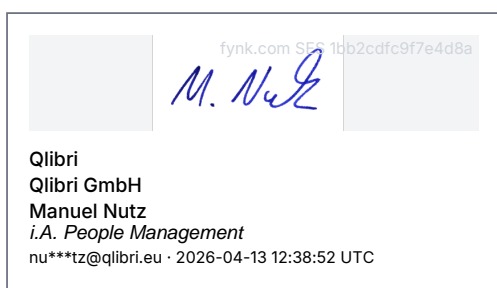 fynk.com SES 1bb2cdfc9f7e4d8a
M. Nutz
Qlibri
Qlibri GmbH
Manuel Nutz
i.A. People Management
nu***tz@qlibri.eu · 2026-04-13 12:38:52 UTC